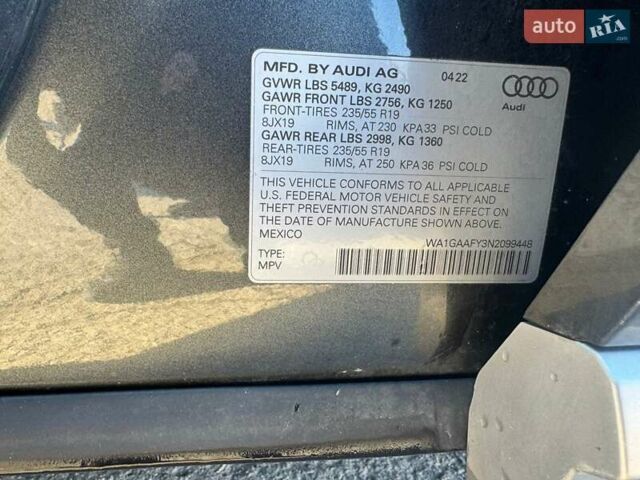 auto RIA .com
MFD. BY AUDI AG 04 22
GVWR LBS 5489, KG 2490
GAWR FRONT LBS 2756, KG 1250
FRONT-TIRES 235/55 R19
8JX19 RIMS, AT 230 KPA 33 PSI COLD
GAWR REAR LBS 2998, KG 1360
REAR-TIRES 235/55 R19
8JX19 RIMS, AT 250 KPA 36 PSI COLD
Audi
THIS VEHICLE CONFORMS TO ALL APPLICABLE
U.S. FEDERAL MOTOR VEHICLE SAFETY AND
THEFT PREVENTION STANDARDS IN EFFECT ON
THE DATE OF MANUFACTURE SHOWN ABOVE.
MEXICO
WA1GAAFY3N2099448
TYPE:
MPV